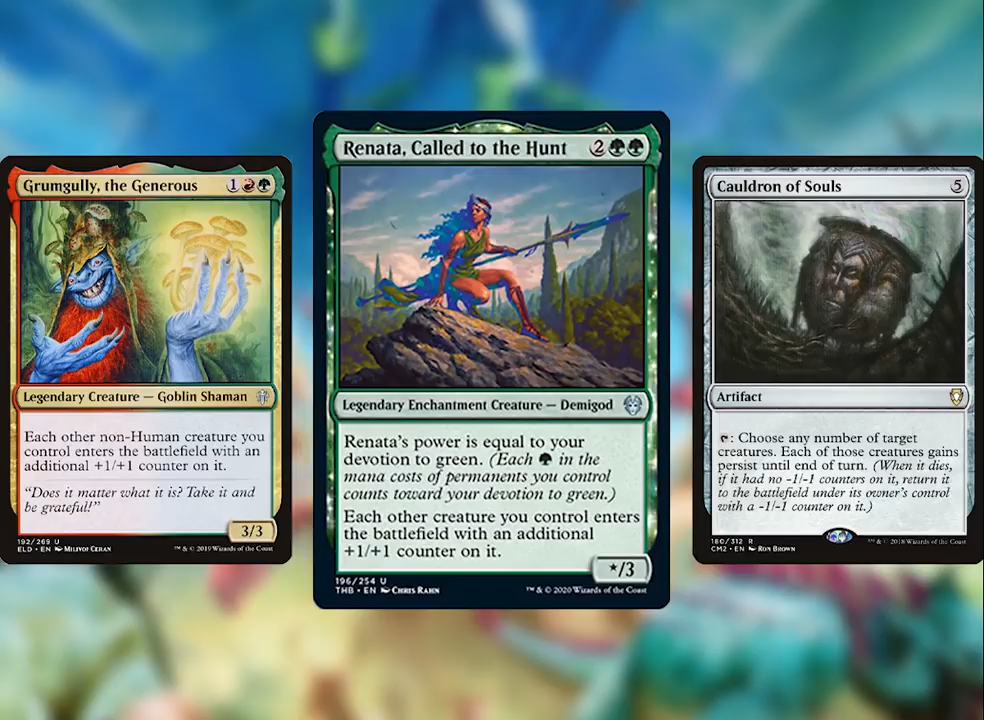 Grumgully, the Generous 1
Legendary Creature — Goblin Shaman
Each other non-Human creature you
control enters the battlefield with an
additional +1/+1 counter on it.
“Does it matter what it is? Take it and
be grateful!”
3/3
192/269 U
ELD • EN Milivoj Ćeran
™ & © 2019 Wizards of the Coast
Renata, Called to the Hunt 2
Legendary Enchantment Creature — Demigod
Renata’s power is equal to your
devotion to green. (Each in the
mana costs of permanents you control
counts toward your devotion to green.)
Each other creature you control enters
the battlefield with an additional
+1/+1 counter on it.
*/3
196/254 U
THB • EN Chris Rahn
™ & © 2020 Wizards of the Coast
Cauldron of Souls 5
Artifact
: Choose any number of target
creatures. Each of those creatures gains
persist until end of turn. (When it dies,
if it had no -1/-1 counters on it, return it
to the battlefield under its owner’s control
with a -1/-1 counter on it.)
180/312 R
CM2 • EN Ron Brown
™ & © 2018 Wizards of the Coast